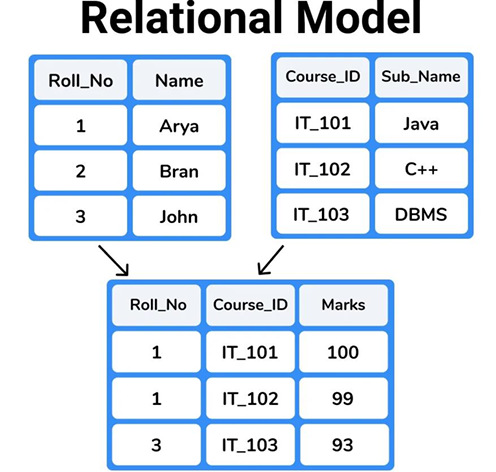 Relational Model
Roll_No Name
1 Arya
2 Bran
3 John
Course_ID Sub_Name
IT_101 Java
IT_102 C++
IT_103 DBMS
Roll_No Course_ID Marks
1 IT_101 100
1 IT_102 99
3 IT_103 93